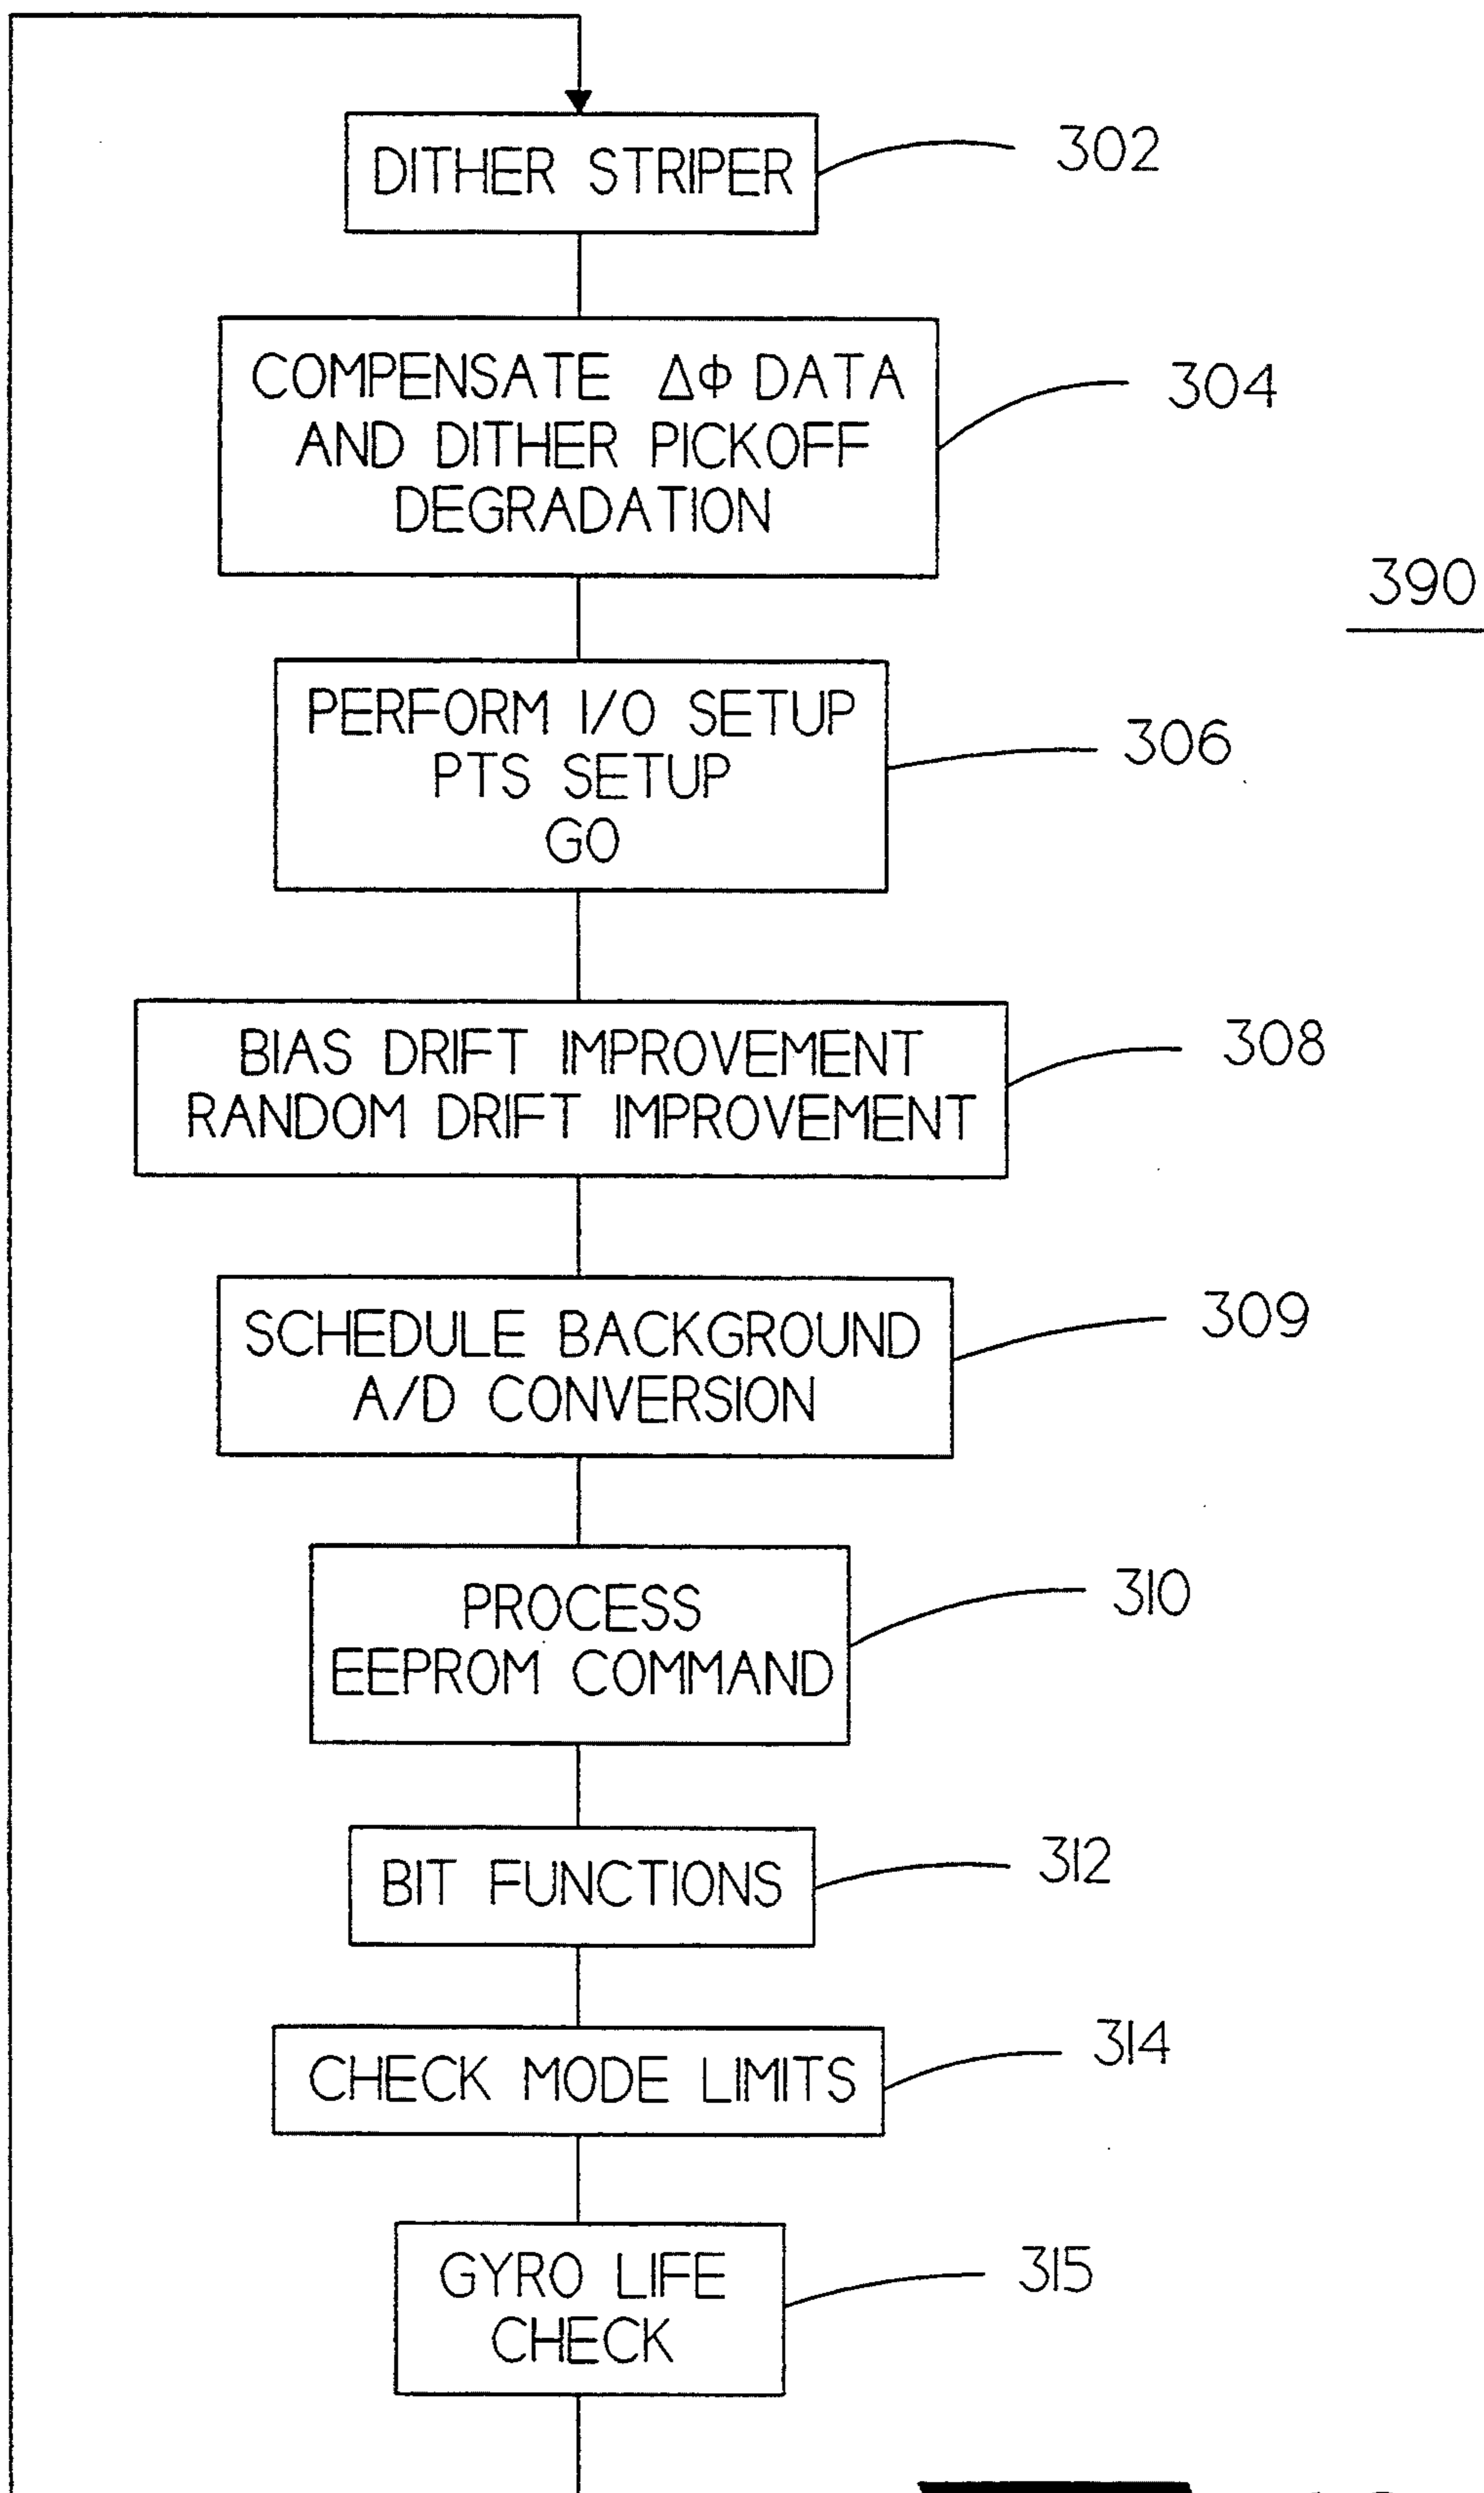 DITHER STRIPER
302
COMPENSATE ΔΦ DATA
AND DITHER PICKOFF
DEGRADATION
304
390
PERFORM I/O SETUP
PTS SETUP
GO
306
BIAS DRIFT IMPROVEMENT
RANDOM DRIFT IMPROVEMENT
308
SCHEDULE BACKGROUND
A/D CONVERSION
309
PROCESS
EEPROM COMMAND
310
BIT FUNCTIONS
312
CHECK MODE LIMITS
314
GYRO LIFE
CHECK
315